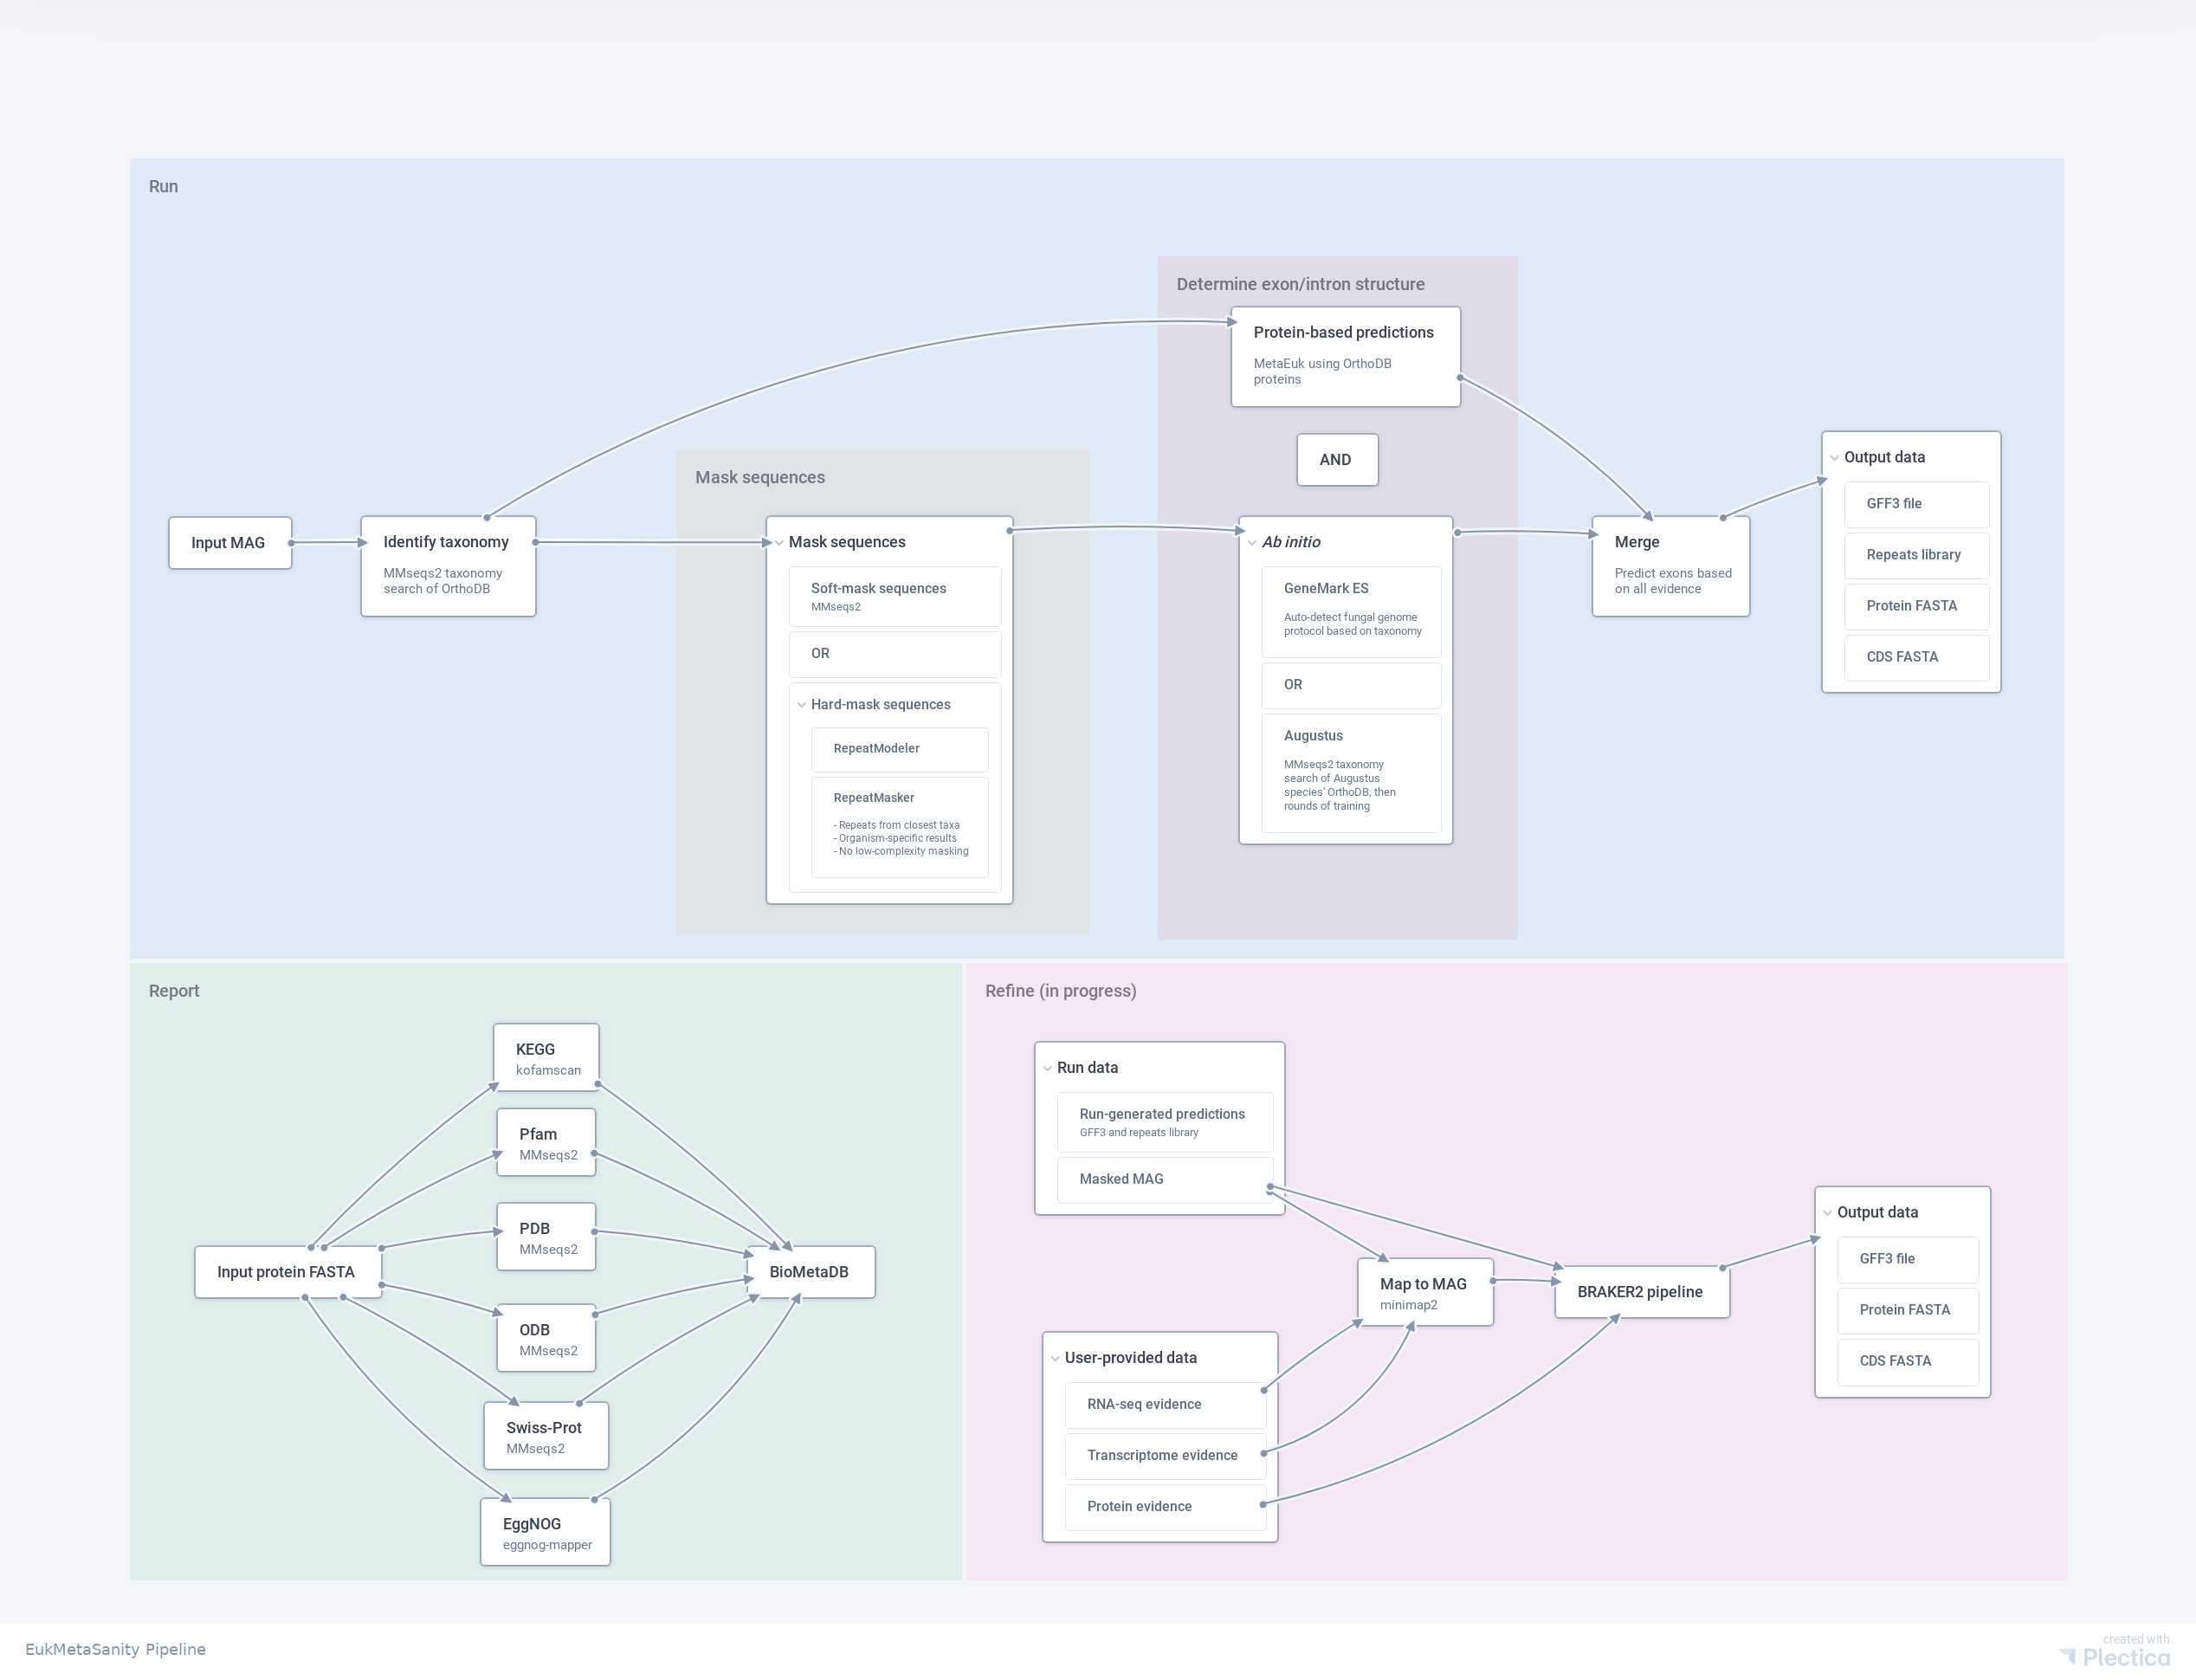 Run
Determine exon/intron structure
Protein-based predictions
MetaEuk using OrthoDB
proteins
AND
Mask sequences
Input MAG
Identify taxonomy
MMseqs2 taxonomy
search of OrthoDB
Mask sequences
Soft-mask sequences
MMseqs2
OR
Hard-mask sequences
RepeatModeler
RepeatMasker
- Repeats from closest taxa
- Organism-specific results
- No low-complexity masking
Ab initio
GeneMark ES
Auto-detect fungal genome
protocol based on taxonomy
OR
Augustus
MMseqs2 taxonomy
search of Augustus
species' OrthoDB, then
rounds of training
Merge
Predict exons based
on all evidence
Output data
GFF3 file
Repeats library
Protein FASTA
CDS FASTA
Report
KEGG
kofamscan
Pfam
MMseqs2
PDB
MMseqs2
Input protein FASTA
BioMetaDB
ODB
MMseqs2
Swiss-Prot
MMseqs2
EggNOG
eggnog-mapper
Refine (in progress)
Run data
Run-generated predictions
GFF3 and repeats library
Masked MAG
Map to MAG
minimap2
BRAKER2 pipeline
User-provided data
RNA-seq evidence
Transcriptome evidence
Protein evidence
Output data
GFF3 file
Protein FASTA
CDS FASTA
EukMetaSanity Pipeline
created with
Plectica